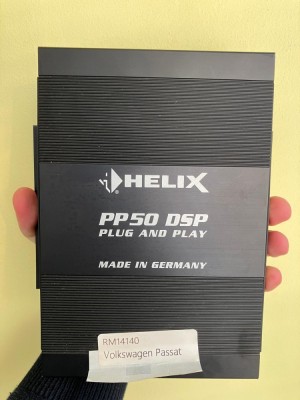 HELIX
PP50 DSP
PLUG AND PLAY
MADE IN GERMANY
RM14140
Volkswagen Passat